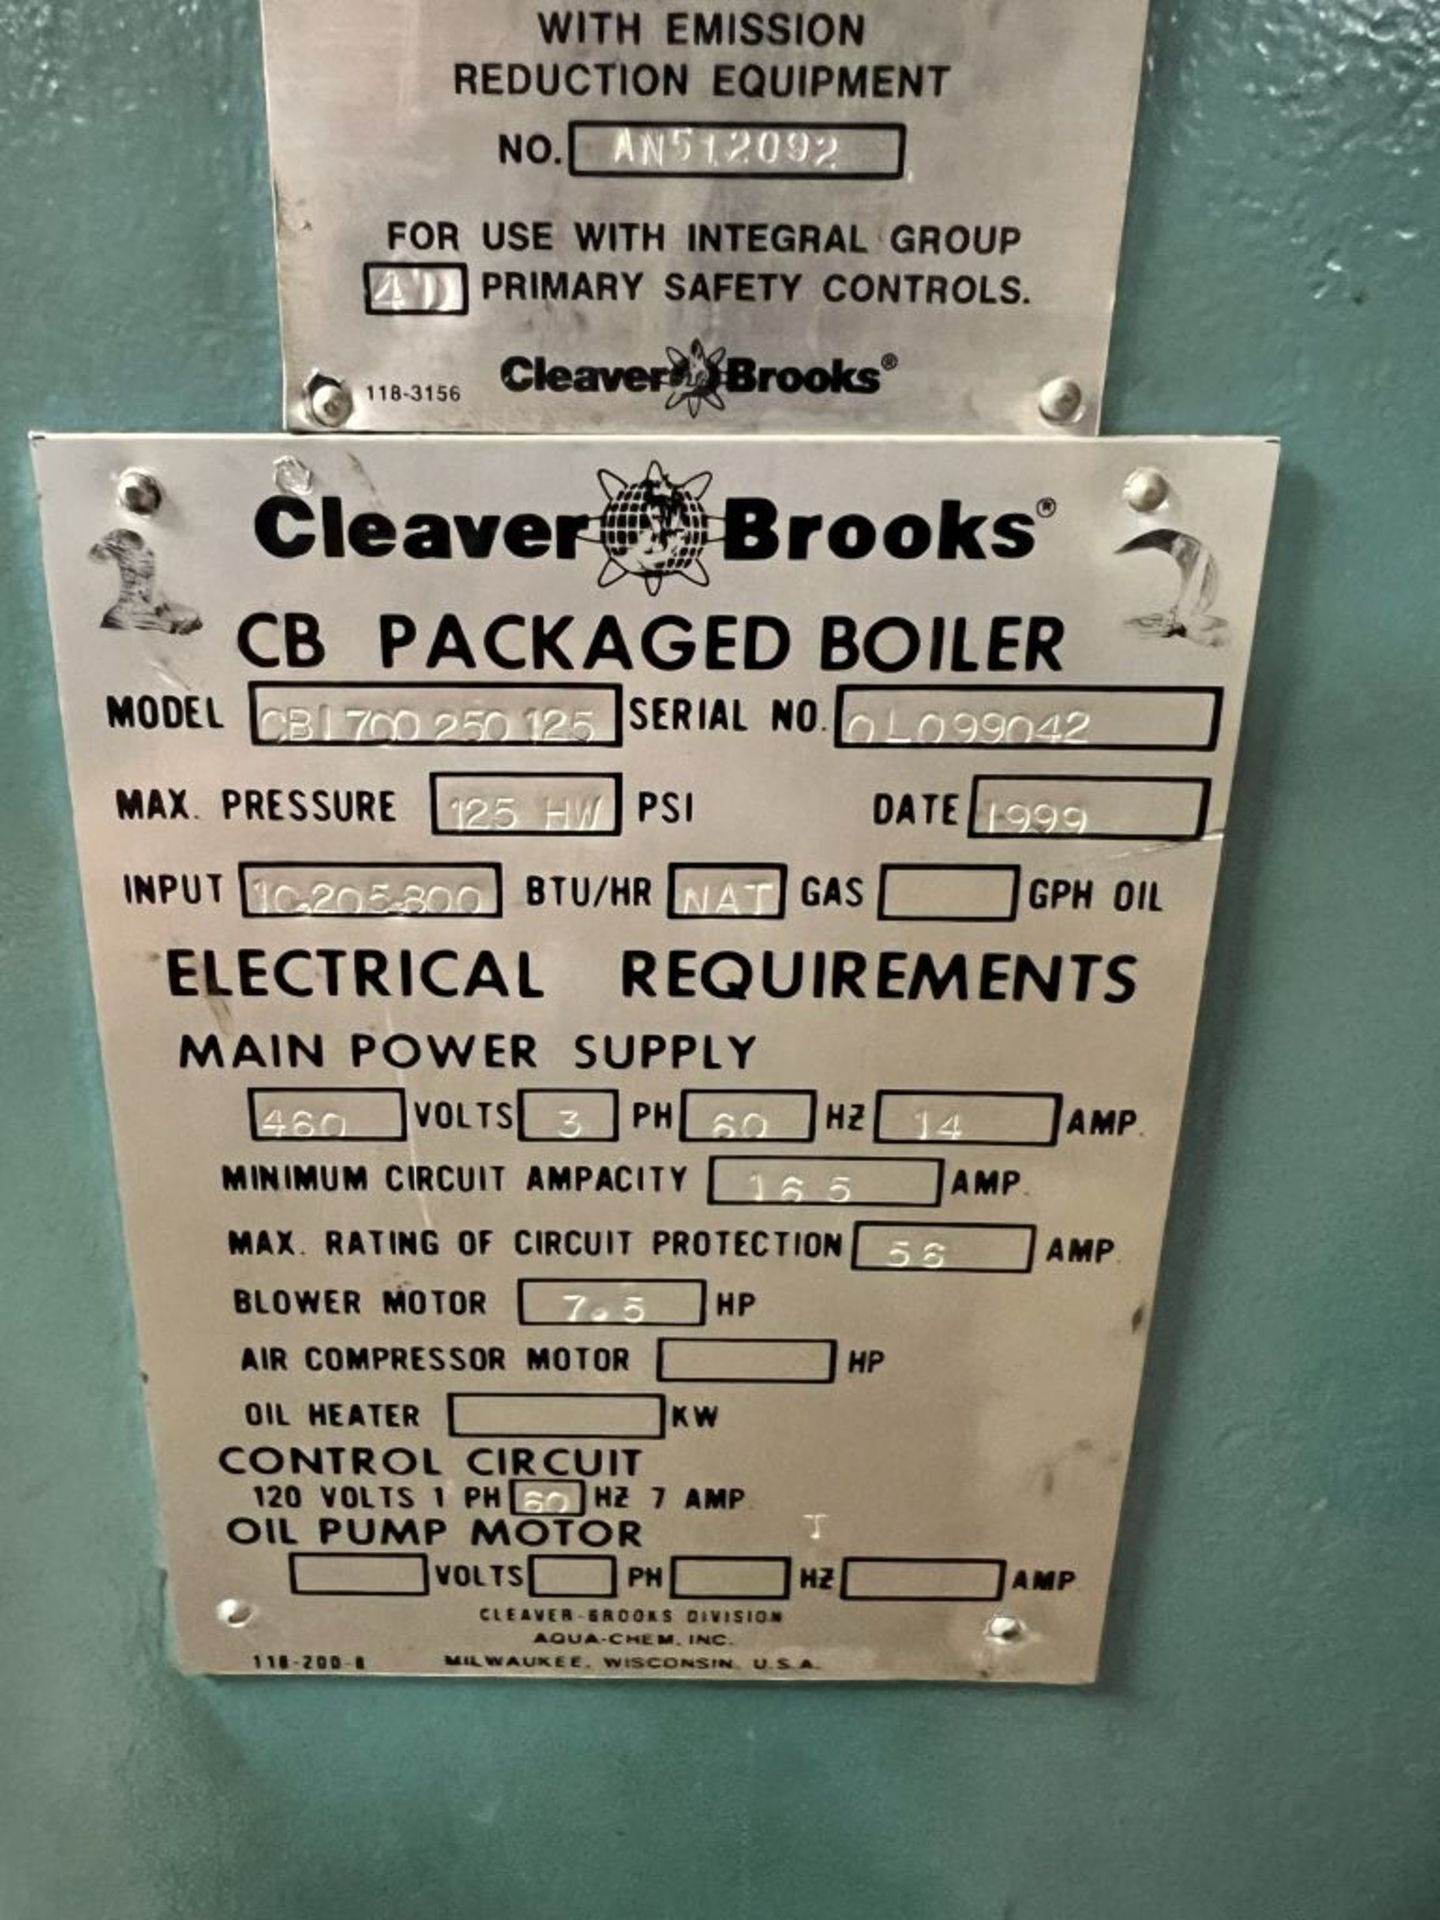 WITH EMISSION
REDUCTION EQUIPMENT
NO. AN512092
FOR USE WITH INTEGRAL GROUP
4D PRIMARY SAFETY CONTROLS.
118-3156 Cleaver Brooks®
2 2
Cleaver Brooks®
CB PACKAGED BOILER
MODEL CBI 700 250 125 SERIAL NO. OL099042
MAX. PRESSURE 125 HW PSI DATE 1999
INPUT 10,205,800 BTU/HR NAT GAS GPH OIL
ELECTRICAL REQUIREMENTS
MAIN POWER SUPPLY
460 VOLTS 3 PH 60 HZ 14 AMP.
MINIMUM CIRCUIT AMPACITY 16 5 AMP.
MAX. RATING OF CIRCUIT PROTECTION 56 AMP.
BLOWER MOTOR 7.5 HP
AIR COMPRESSOR MOTOR HP
OIL HEATER KW
CONTROL CIRCUIT
120 VOLTS 1 PH 60 HZ 7 AMP.
OIL PUMP MOTOR T
VOLTS PH HZ AMP.
CLEAVER-BROOKS DIVISION
AQUA-CHEM, INC.
118-200-8 MILWAUKEE, WISCONSIN, U.S.A.